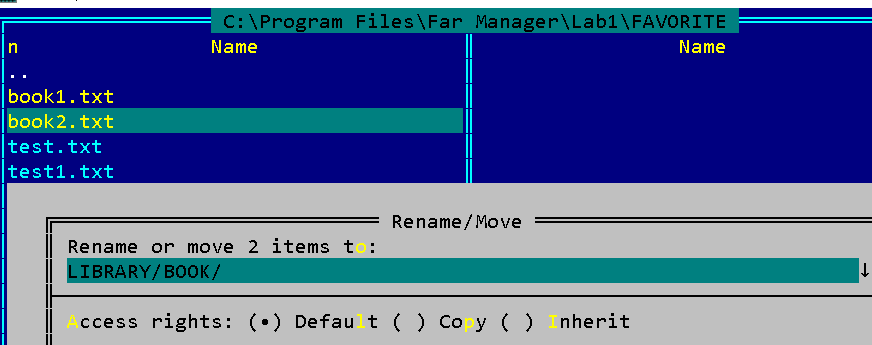 C:\Program Files\Far Manager\Lab1\FAVORITE
n Name Name
..
book1.txt
book2.txt
test.txt
test1.txt
Rename/Move
Rename or move 2 items to:
LIBRARY/BOOK/ ↓
Access rights: (•) Default ( ) Copy ( ) Inherit